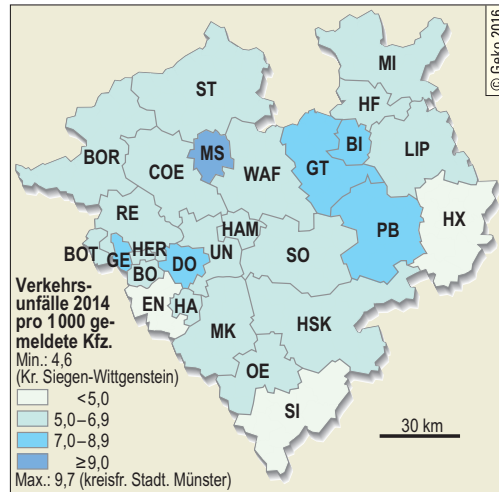 © Geko 2016
MI
ST
HF
BI
MS
BOR
GT
LIP
COE
WAF
RE
HX
HAM
PB
BOT
GE
HER
DO
UN
SO
BO
EN
HA
MK
HSK
OE
SI
Verkehrs-
unfälle 2014
pro 1000 ge-
meldete Kfz.
Min.: 4,6
(Kr. Siegen-Wittgenstein)
<5,0
5,0–6,9
7,0–8,9
≥9,0
Max.: 9,7 (kreisfr. Stadt. Münster)
30 km